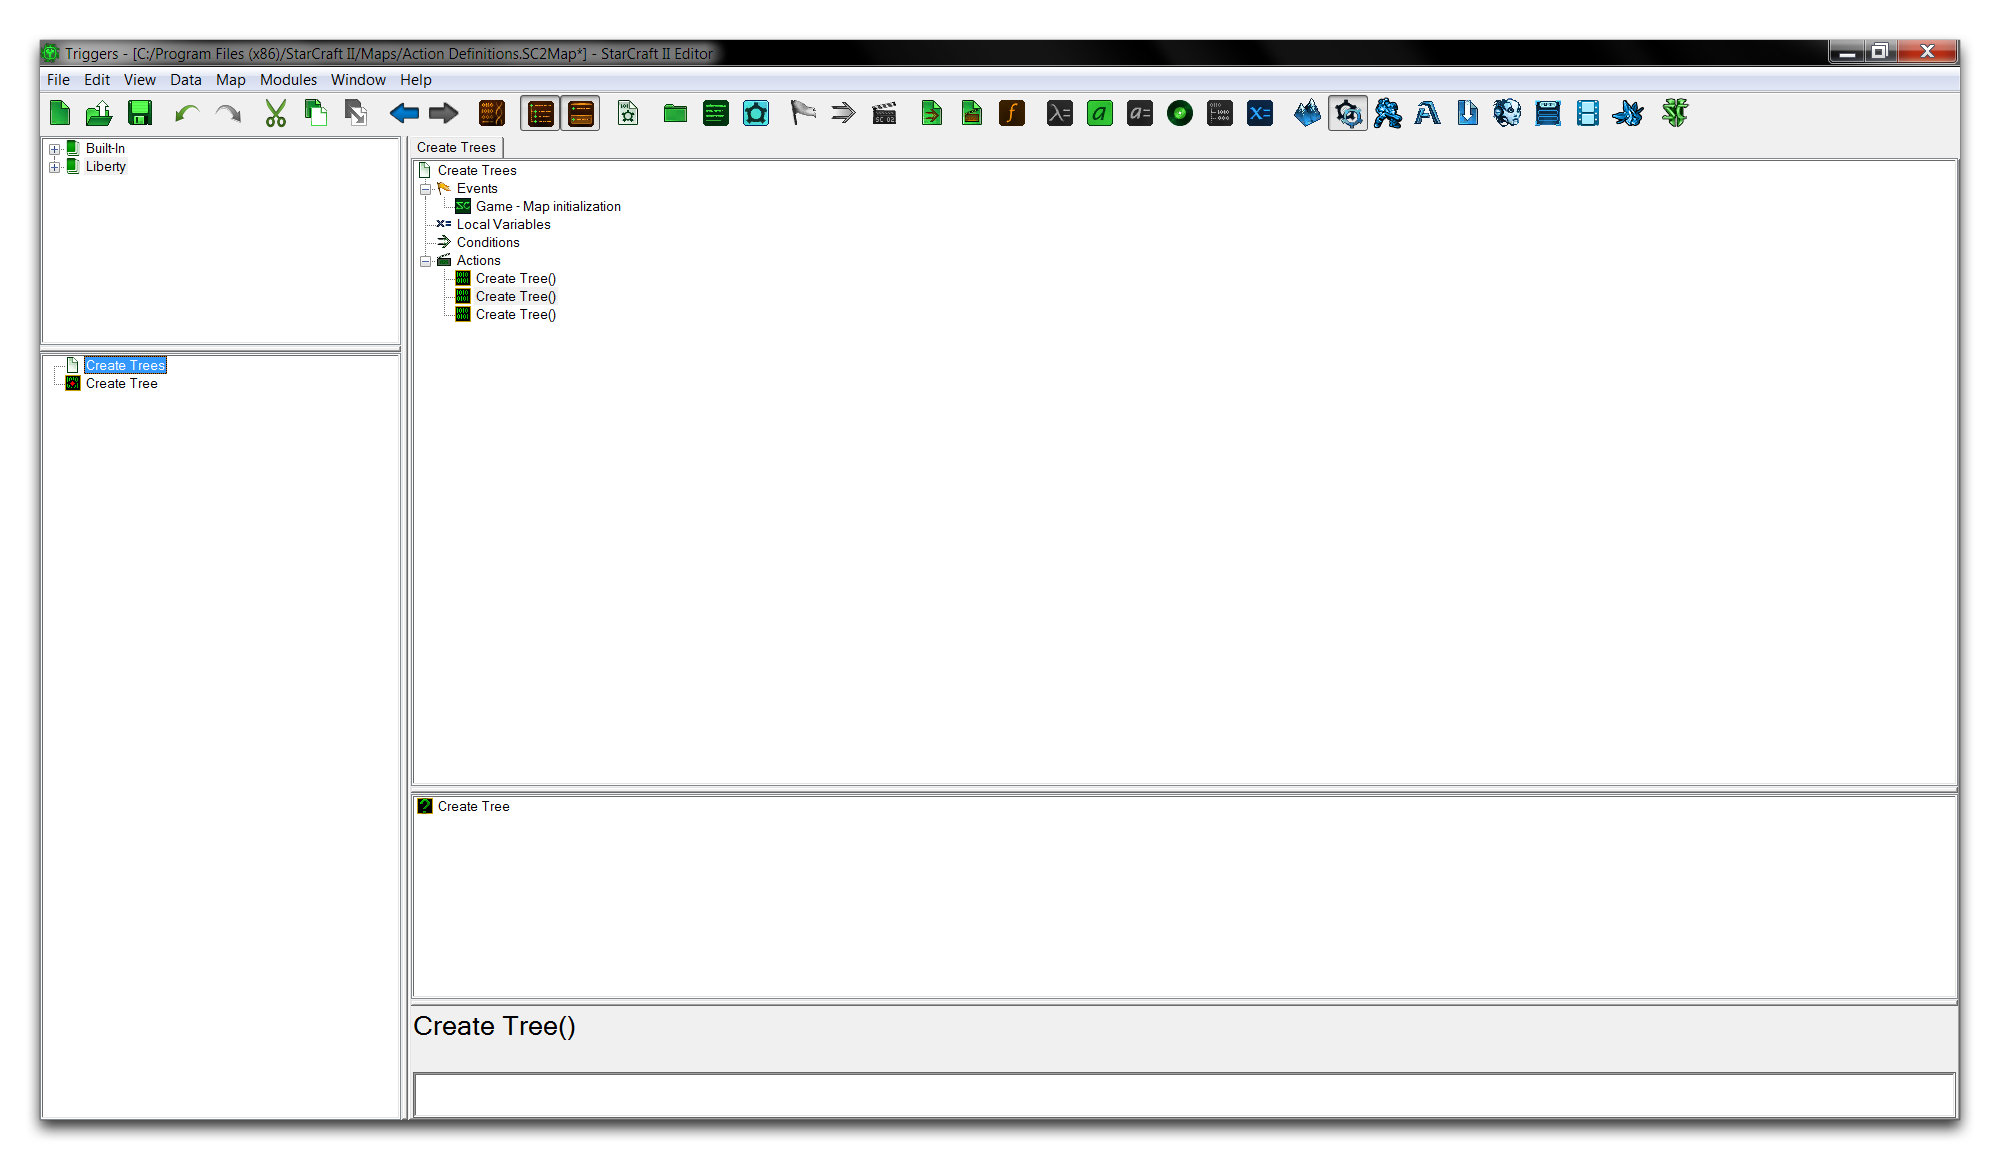 Triggers - [C:/Program Files (x86)/StarCraft II/Maps/Action Definitions.SC2Map*] - StarCraft II Editor
File Edit View Data Map Modules Window Help
Built-In
Liberty
Create Trees
Create Tree
Create Trees
Create Trees
Events
Game - Map initialization
Local Variables
Conditions
Actions
Create Tree()
Create Tree()
Create Tree()
Create Tree
Create Tree()